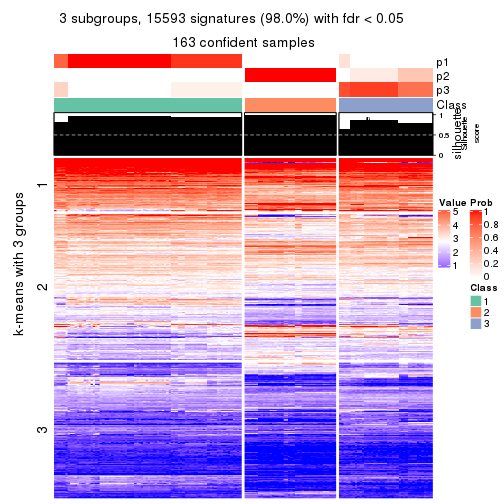 3 subgroups, 15593 signatures (98.0%) with fdr < 0.05
163 confident samples
p1
p2
p3
Class
1
0.5
0
silhouette
Silhouette
score
k-means with 3 groups
1
2
3
Value
5
4
3
2
1
Prob
1
0.8
0.6
0.4
0.2
0
Class
1
2
3